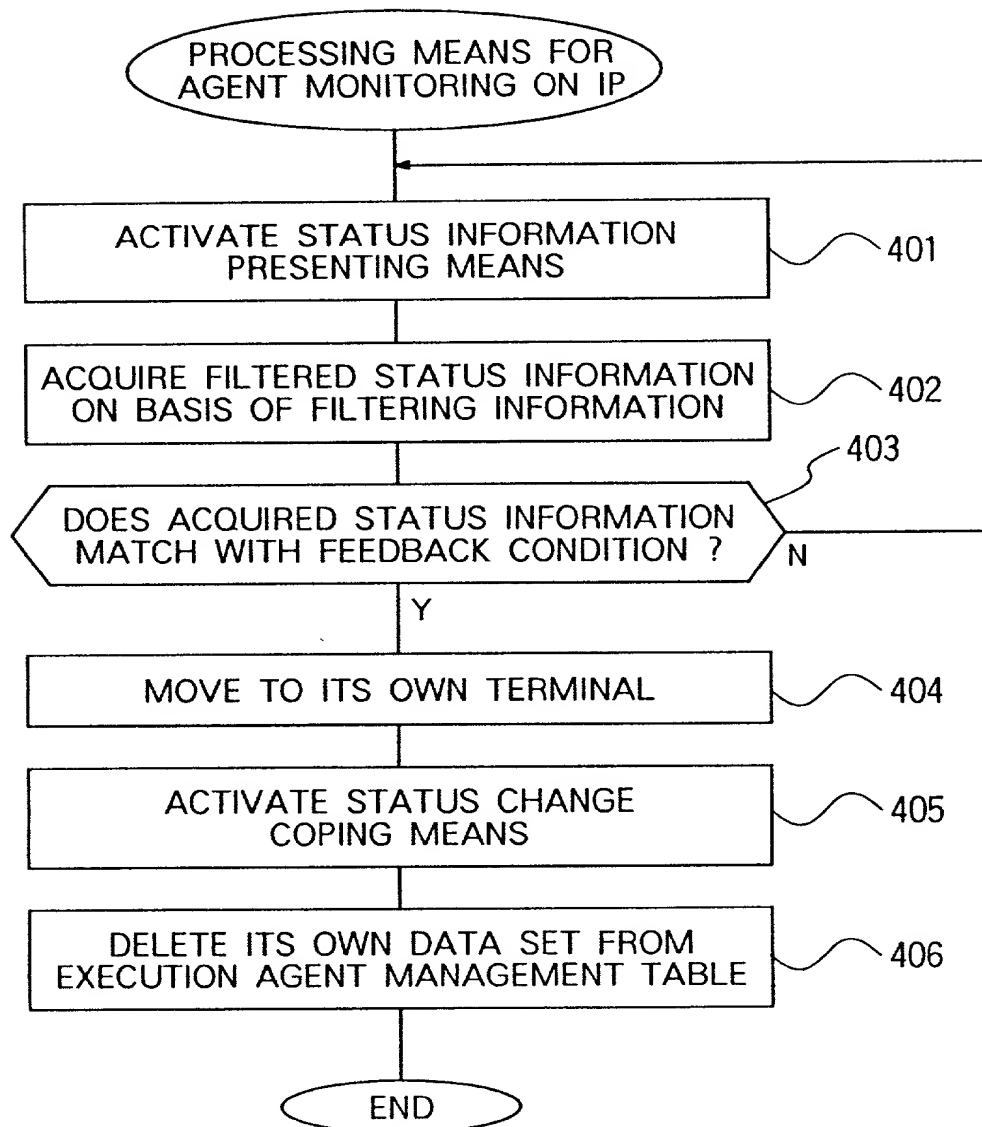 PROCESSING MEANS FOR
AGENT MONITORING ON IP
ACTIVATE STATUS INFORMATION
PRESENTING MEANS
401
ACQUIRE FILTERED STATUS INFORMATION
ON BASIS OF FILTERING INFORMATION
402
403
DOES ACQUIRED STATUS INFORMATION
MATCH WITH FEEDBACK CONDITION ?
N
Y
MOVE TO ITS OWN TERMINAL
404
ACTIVATE STATUS CHANGE
COPING MEANS
405
DELETE ITS OWN DATA SET FROM
EXECUTION AGENT MANAGEMENT TABLE
406
END